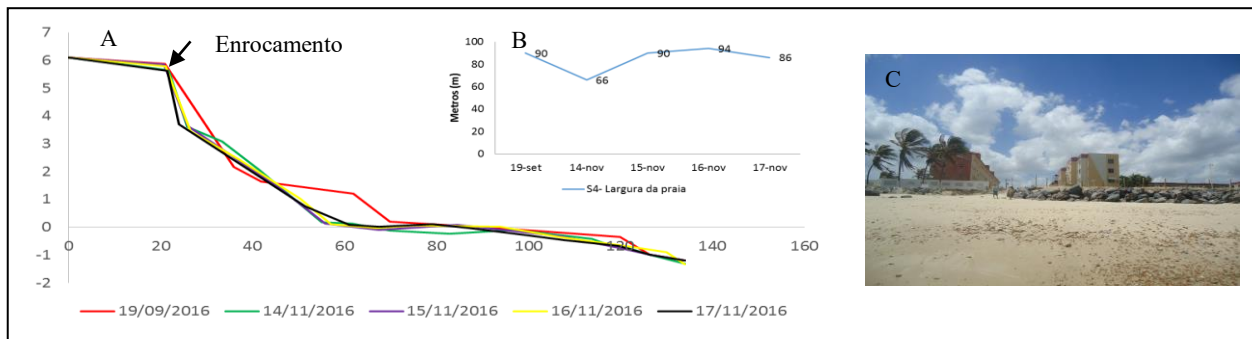 A
Enrocamento
7
6
5
4
3
2
1
0
-1
-2
0 20 40 60 80 100 120 140 160
19/09/2016 14/11/2016 15/11/2016 16/11/2016 17/11/2016
B
Metros (m)
100
80
60
40
20
0
90 66 90 94 86
19-set 14-nov 15-nov 16-nov 17-nov
S4- Largura da praia
C